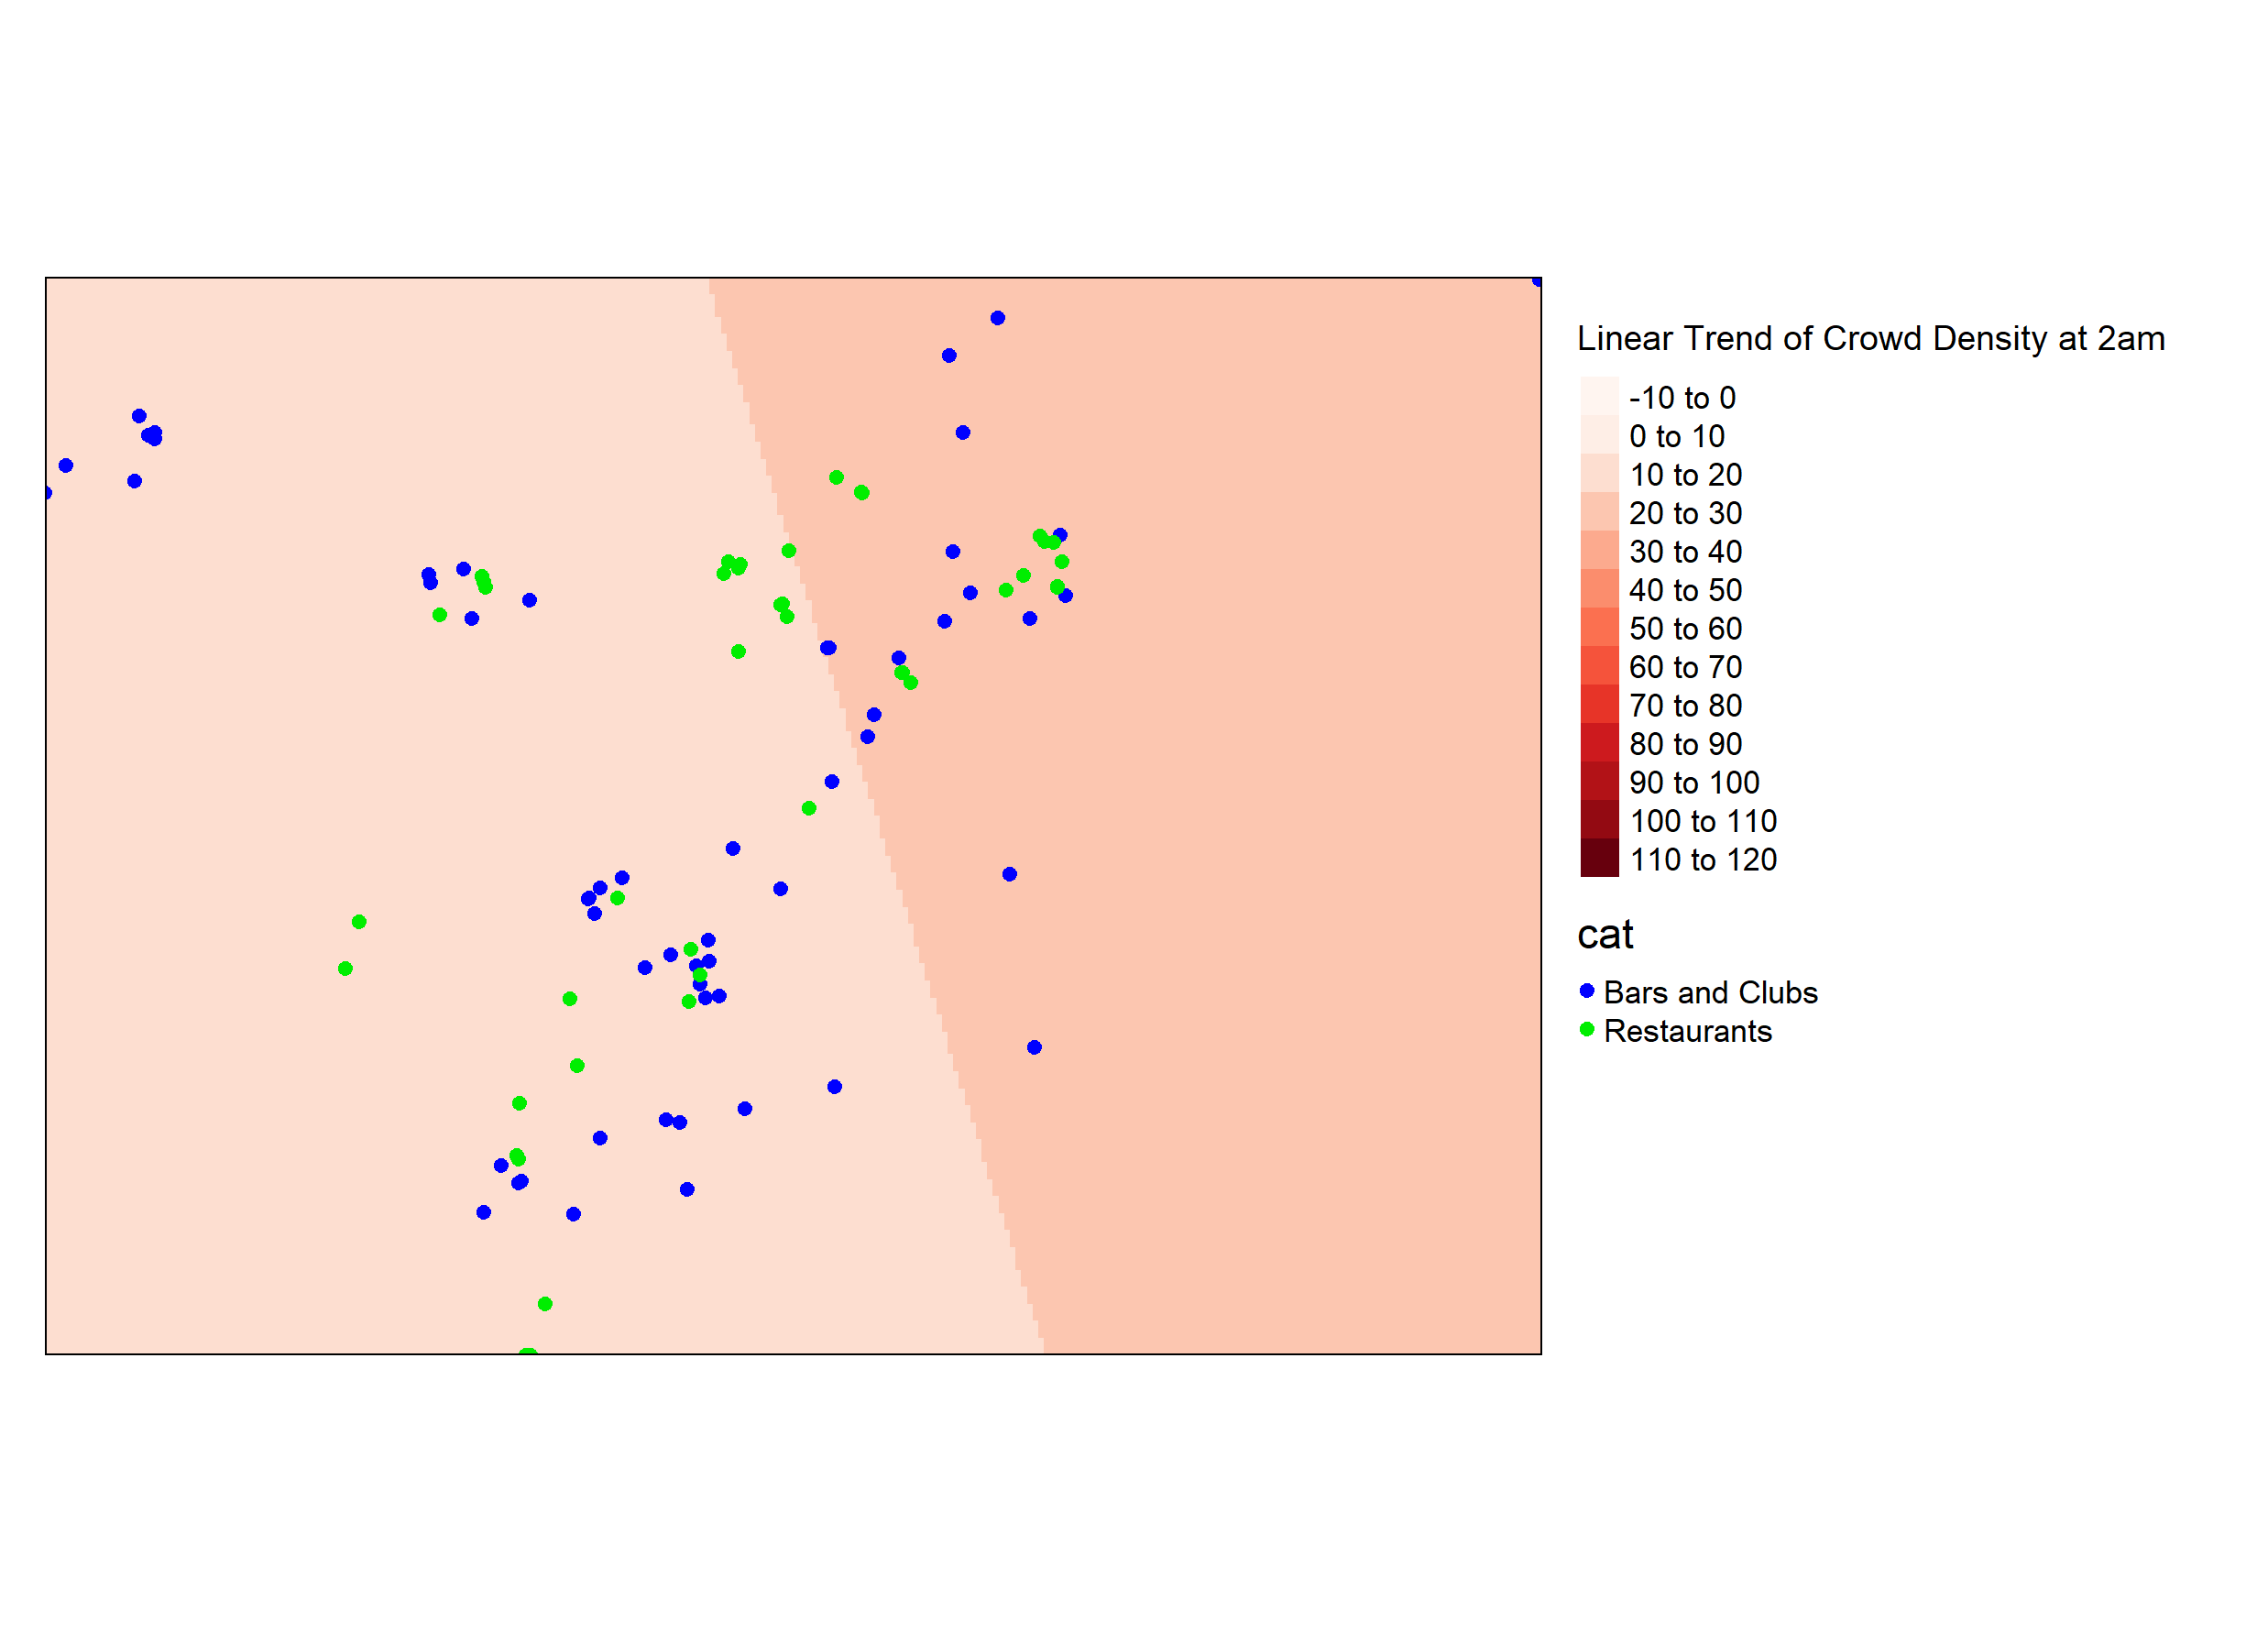 Linear Trend of Crowd Density at 2am
-10 to 0
0 to 10
10 to 20
20 to 30
30 to 40
40 to 50
50 to 60
60 to 70
70 to 80
80 to 90
90 to 100
100 to 110
110 to 120
cat
Bars and Clubs
Restaurants